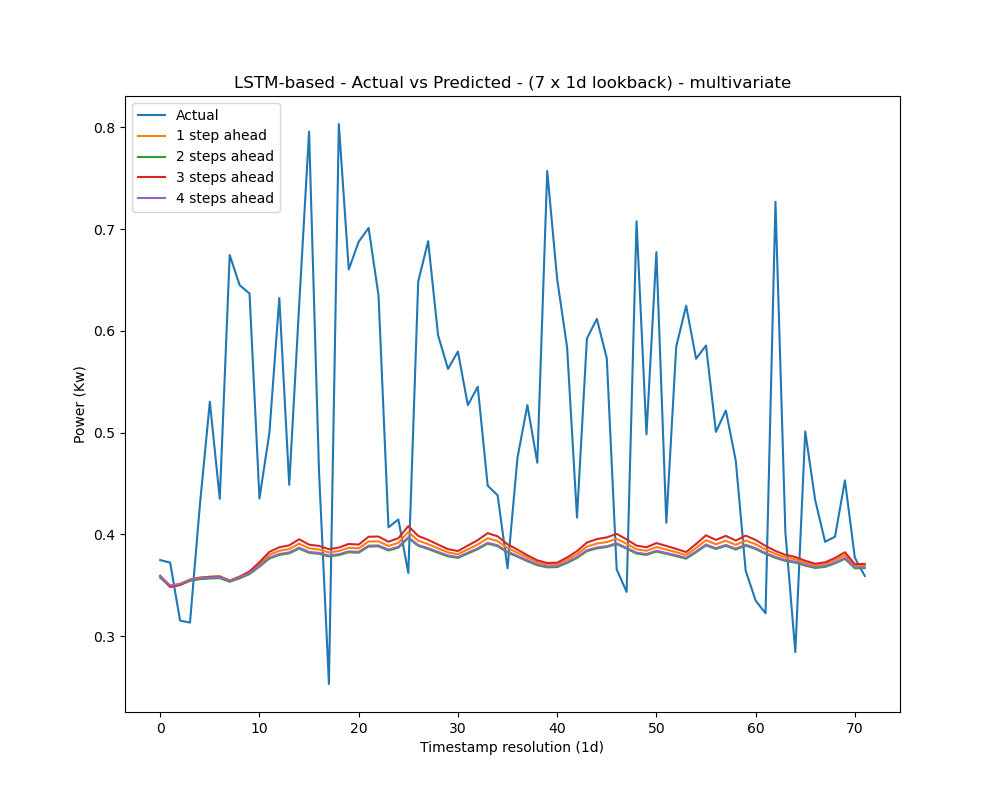 LSTM-based - Actual vs Predicted - (7 x 1d lookback) - multivariate
Actual
1 step ahead
2 steps ahead
3 steps ahead
4 steps ahead
0.8
0.7
0.6
0.5
0.4
0.3
Power (Kw)
0 10 20 30 40 50 60 70
Timestamp resolution (1d)